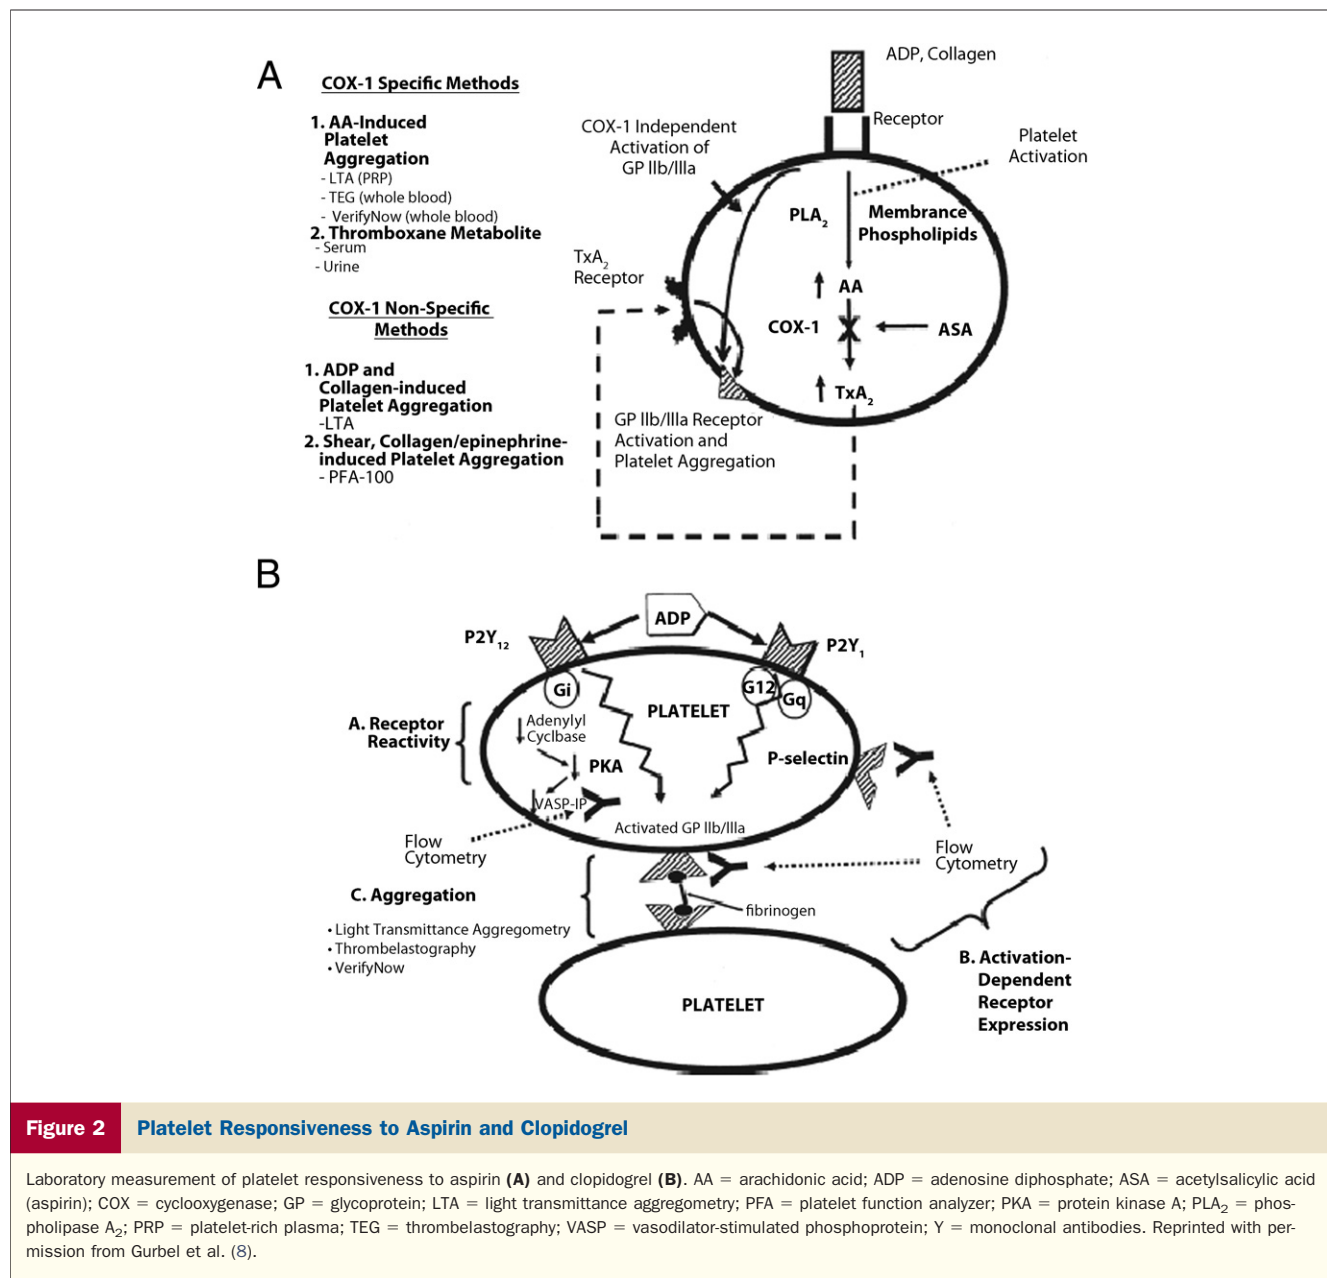 A
COX-1 Specific Methods
1. AA-Induced
Platelet
Aggregation
- LTA (PRP)
- TEG (whole blood)
- VerifyNow (whole blood)
2. Thromboxane Metabolite
- Serum
- Urine
COX-1 Non-Specific
Methods
1. ADP and
Collagen-induced
Platelet Aggregation
-LTA
2. Shear, Collagen/epinephrine-
induced Platelet Aggregation
- PFA-100
ADP, Collagen
Receptor
COX-1 Independent
Activation of
GP IIb/IIIa
Platelet
Activation
PLA2
Membrance
Phospholipids
TxA2
Receptor
AA
COX-1
ASA
TxA2
GP IIb/IIIa Receptor
Activation and
Platelet Aggregation
B
ADP
P2Y12
P2Y1
Gi
G12
Gq
PLATELET
A. Receptor
Reactivity
Adenylyl
Cyclbase
PKA
P-selectin
VASP-IP
Activated GP IIb/IIIa
Flow
Cytometry
Flow
Cytometry
C. Aggregation
• Light Transmittance Aggregometry
• Thrombelastography
• VerifyNow
fibrinogen
B. Activation-
Dependent
Receptor
Expression
PLATELET
Figure 2 Platelet Responsiveness to Aspirin and Clopidogrel
Laboratory measurement of platelet responsiveness to aspirin (A) and clopidogrel (B). AA = arachidonic acid; ADP = adenosine diphosphate; ASA = acetylsalicylic acid
(aspirin); COX = cyclooxygenase; GP = glycoprotein; LTA = light transmittance aggregometry; PFA = platelet function analyzer; PKA = protein kinase A; PLA2 = phos-
pholipase A2; PRP = platelet-rich plasma; TEG = thrombelastography; VASP = vasodilator-stimulated phosphoprotein; Y = monoclonal antibodies. Reprinted with per-
mission from Gurbel et al. (8).